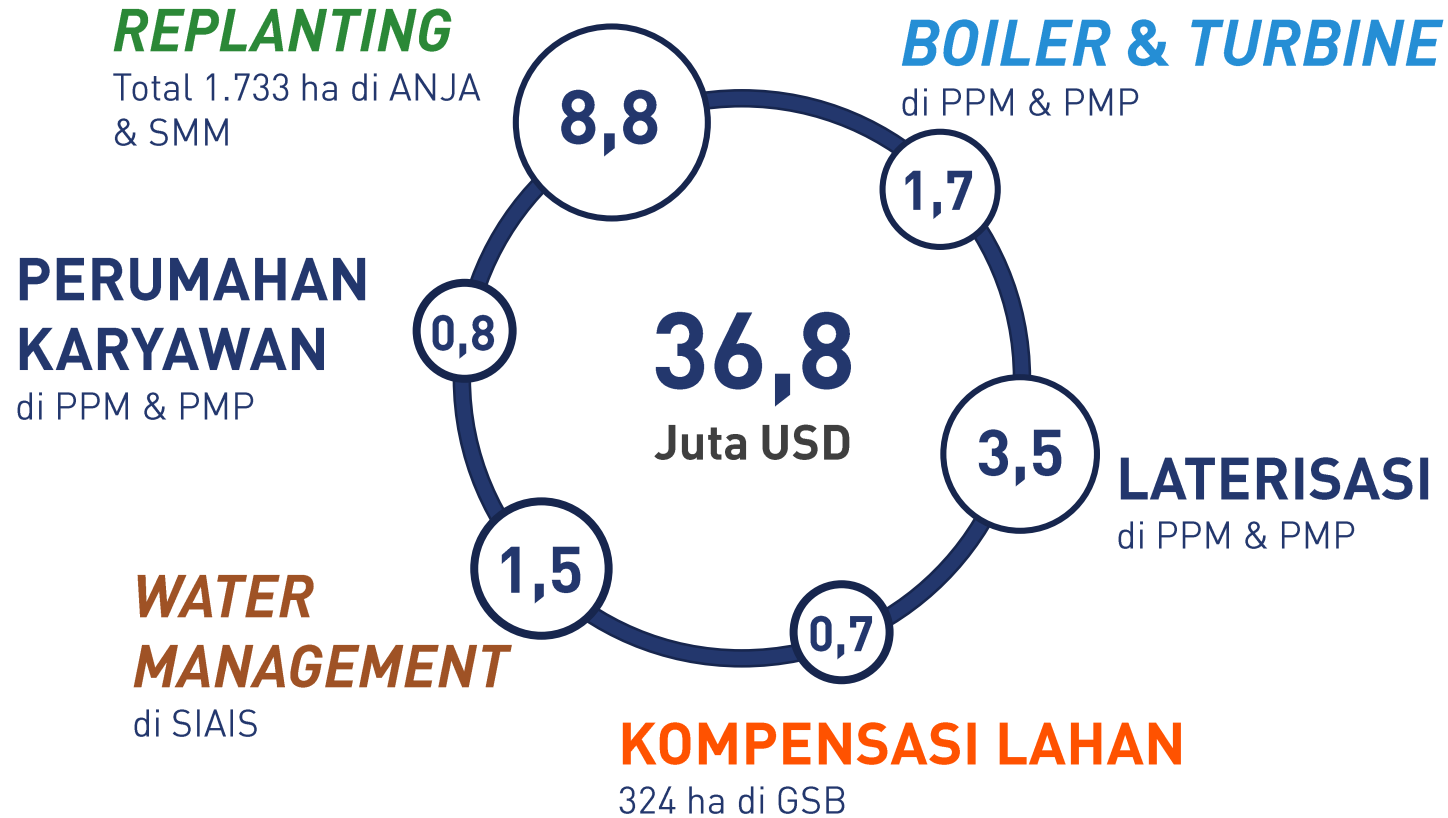 REPLANTING
Total 1.733 ha di ANJA
& SMM
8,8
BOILER & TURBINE
di PPM & PMP
1,7
PERUMAHAN
KARYAWAN
di PPM & PMP
0,8
36,8
Juta USD
3,5
LATERISASI
di PPM & PMP
WATER
MANAGEMENT
di SIAIS
1,5
0,7
KOMPENSASI LAHAN
324 ha di GSB